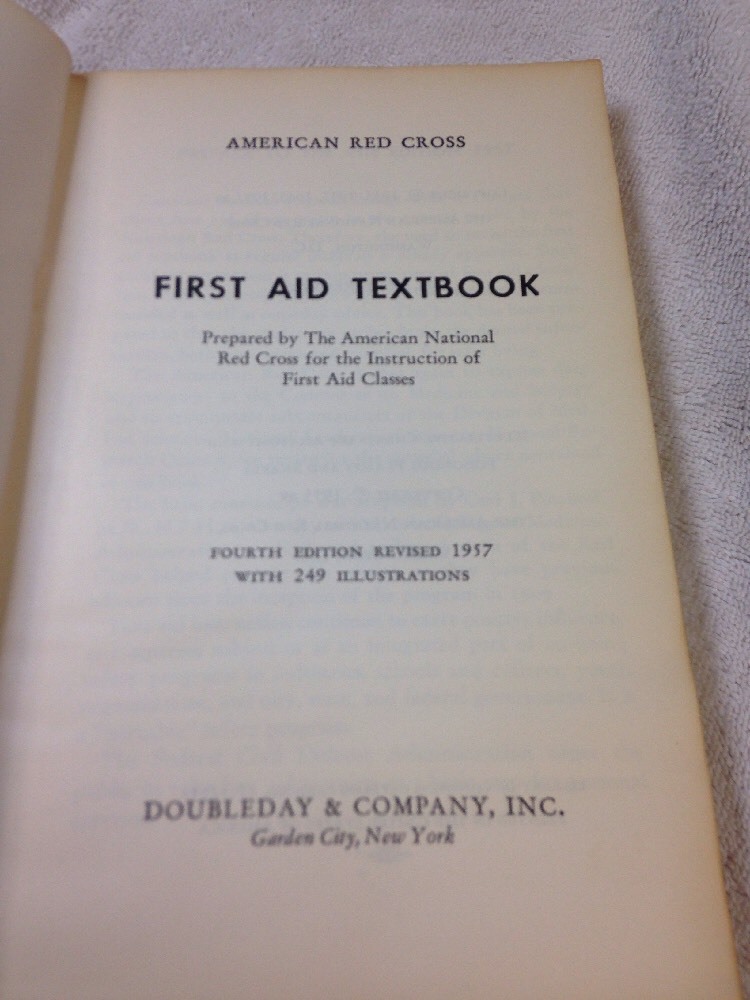 AMERICAN RED CROSS
FIRST AID TEXTBOOK
Prepared by The American National
Red Cross for the Instruction of
First Aid Classes
FOURTH EDITION REVISED 1957
WITH 249 ILLUSTRATIONS
DOUBLEDAY & COMPANY, INC.
Garden City, New York